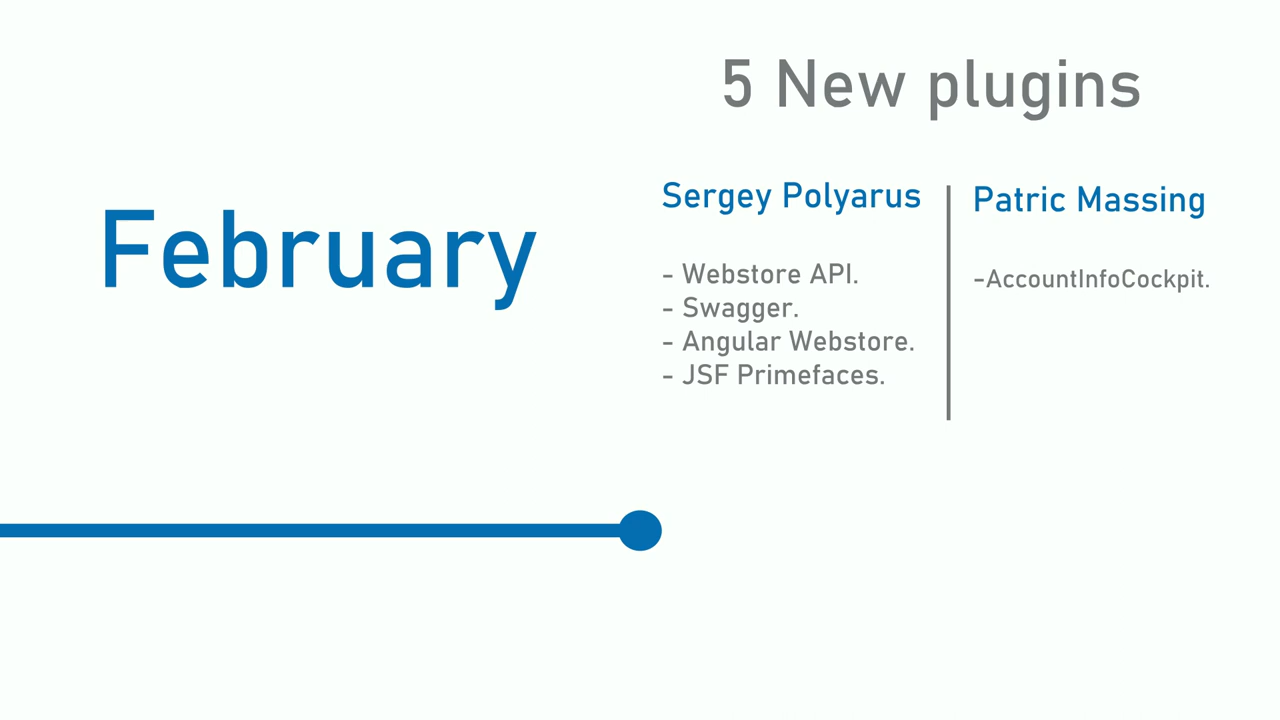 February
5 New plugins
Sergey Polyarus
- Webstore API.
- Swagger.
- Angular Webstore.
- JSF Primefaces.
Patric Massing
-AccountInfoCockpit.